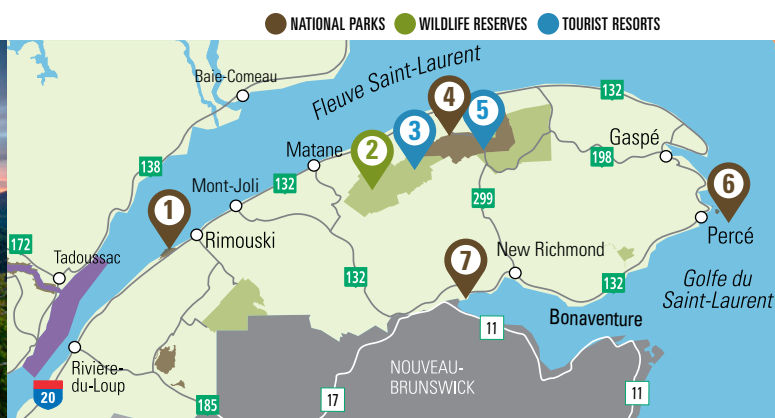 NATIONAL PARKS WILDLIFE RESERVES TOURIST RESORTS
Baie-Comeau
Fleuve Saint-Laurent
132
4
5
3
2
Matane
Gaspé
198
138
Mont-Joli
132
299
6
1
Rimouski
Percé
172
Tadoussac
7
New Richmond
132
132
Golfe du
Saint-Laurent
Bonaventure
11
Rivière-
du-Loup
NOUVEAU-
BRUNSWICK
20
185
17
11